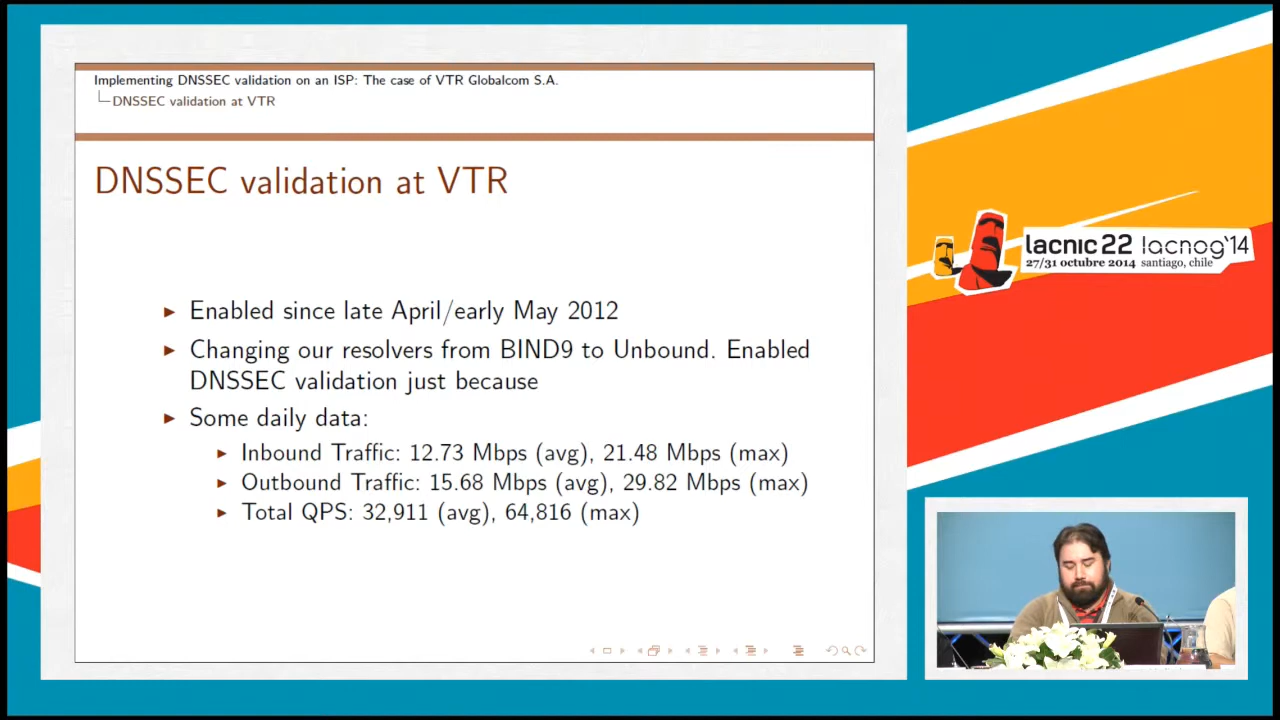 Implementing DNSSEC validation on an ISP: The case of VTR Globalcom S.A.
DNSSEC validation at VTR
DNSSEC validation at VTR
Enabled since late April/early May 2012
Changing our resolvers from BIND9 to Unbound. Enabled
DNSSEC validation just because
Some daily data:
Inbound Traffic: 12.73 Mbps (avg), 21.48 Mbps (max)
Outbound Traffic: 15.68 Mbps (avg), 29.82 Mbps (max)
Total QPS: 32,911 (avg), 64,816 (max)
lacnic 22 lacnog'14
27/31 octubre 2014 santiago, chile